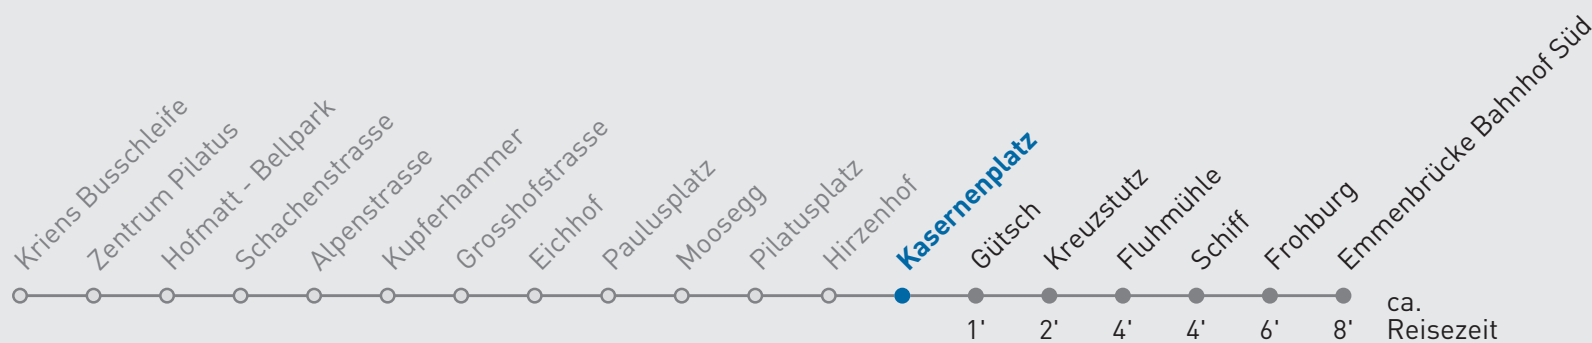 Kriens Busschleife
Zentrum Pilatus
Hofmatt - Bellpark
Schachenstrasse
Alpenstrasse
Kupferhammer
Grosshofstrasse
Eichhof
Paulusplatz
Moosegg
Pilatusplatz
Hirzenhof
Kasernenplatz
Gütsch
Kreuzstutz
Fluhmühle
Schiff
Frohburg
Emmenbrücke Bahnhof Süd
1' 2' 4' 4' 6' 8'
ca.
Reisezeit